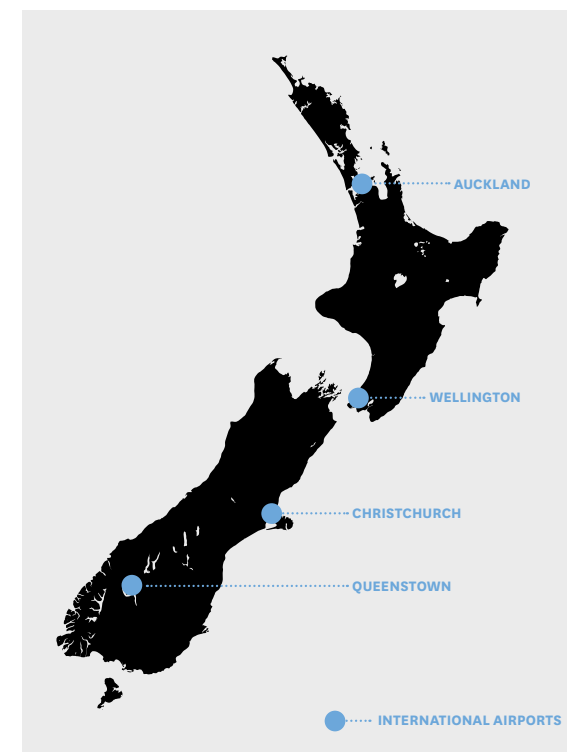 AUCKLAND
WELLINGTON
CHRISTCHURCH
QUEENSTOWN
INTERNATIONAL AIRPORTS